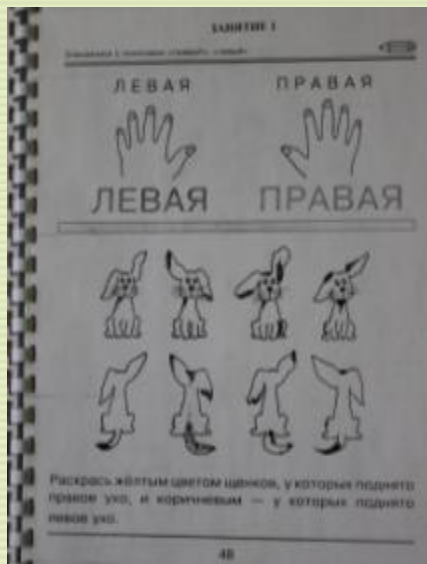 ЗАНЯТИЕ 1
ЛЕВАЯ ПРАВАЯ
ЛЕВАЯ ПРАВАЯ
Раскрась жёлтым цветом щенков, у которых поднято
правое ухо, и коричневым — у которых поднято
левое ухо.
48